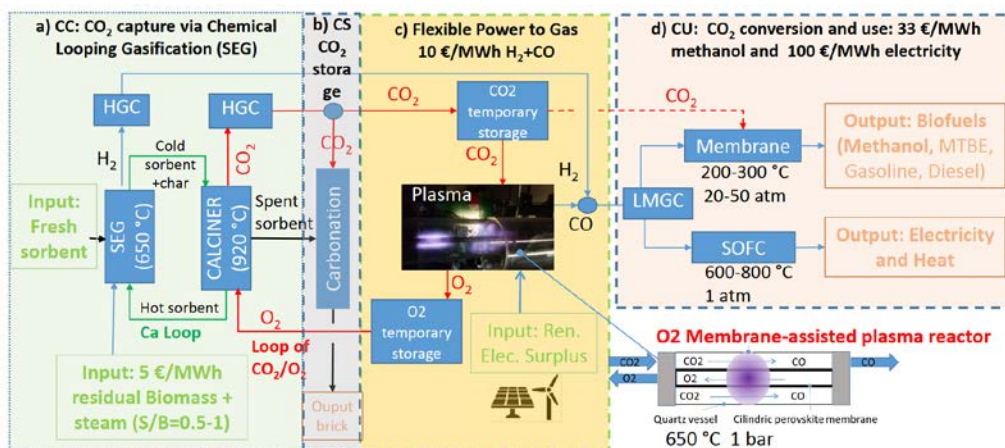 a) CC: CO₂ capture via Chemical
Looping Gasification (SEG)
HGC
HGC
H₂
Cold
sorbent
+char
CO₂
Input:
Fresh
sorbent
SEG
(650 °C)
CALCINER
(920 °C)
Spent
sorbent
Hot sorbent
Ca Loop
O₂
Loop of
CO₂/O₂
Input: 5 €/MWh
residual Biomass +
steam (S/B=0.5-1)
b) CS
CO₂
stora
ge
CO₂
Carbonation
Ouput
brick
c) Flexible Power to Gas
10 €/MWh H₂+CO
CO₂
CO2
temporary
storage
CO₂
Plasma
H₂
CO
O₂
O2
temporary
storage
Input: Ren.
Elec. Surplus
d) CU: CO₂ conversion and use: 33 €/MWh
methanol and 100 €/MWh electricity
CO₂
Membrane
200-300 °C
20-50 atm
LMGC
SOFC
600-800 °C
1 atm
Output: Biofuels
(Methanol, MTBE,
Gasoline, Diesel)
Output: Electricity
and Heat
O2 Membrane-assisted plasma reactor
CO2
O2
CO2
CO
O2
CO
CO2
CO
CO
Quartz vessel
Cilindric perovskite membrane
650 °C 1 bar